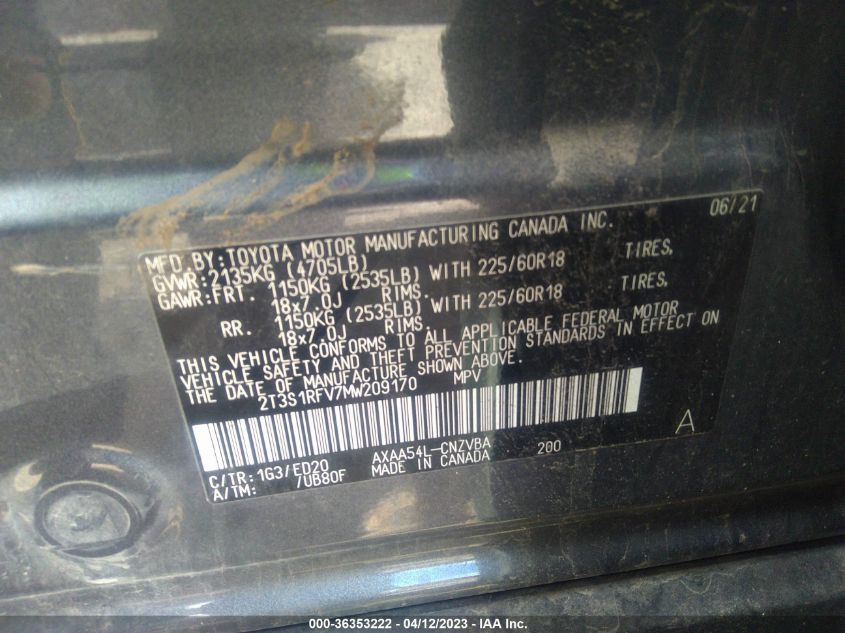 06/21
MFD BY:TOYOTA MOTOR MANUFACTURING CANADA INC.
GVWR:2135KG (4705LB)
GAWR:FRT. 1150KG (2535LB) WITH 225/60R18 TIRES,
18x7.0J RIMS.
RR. 1150KG (2535LB) WITH 225/60R18 TIRES,
18x7.0J RIMS.
THIS VEHICLE CONFORMS TO ALL APPLICABLE FEDERAL MOTOR
VEHICLE SAFETY AND THEFT PREVENTION STANDARDS IN EFFECT ON
THE DATE OF MANUFACTURE SHOWN ABOVE.
2T3S1RFV7MW209170 MPV
A
C/TR: 1G3/ED20 AXAA54L-CNZVBA 200
A/TM: /UB80F MADE IN CANADA
000-36353222 - 04/12/2023 - IAA Inc.